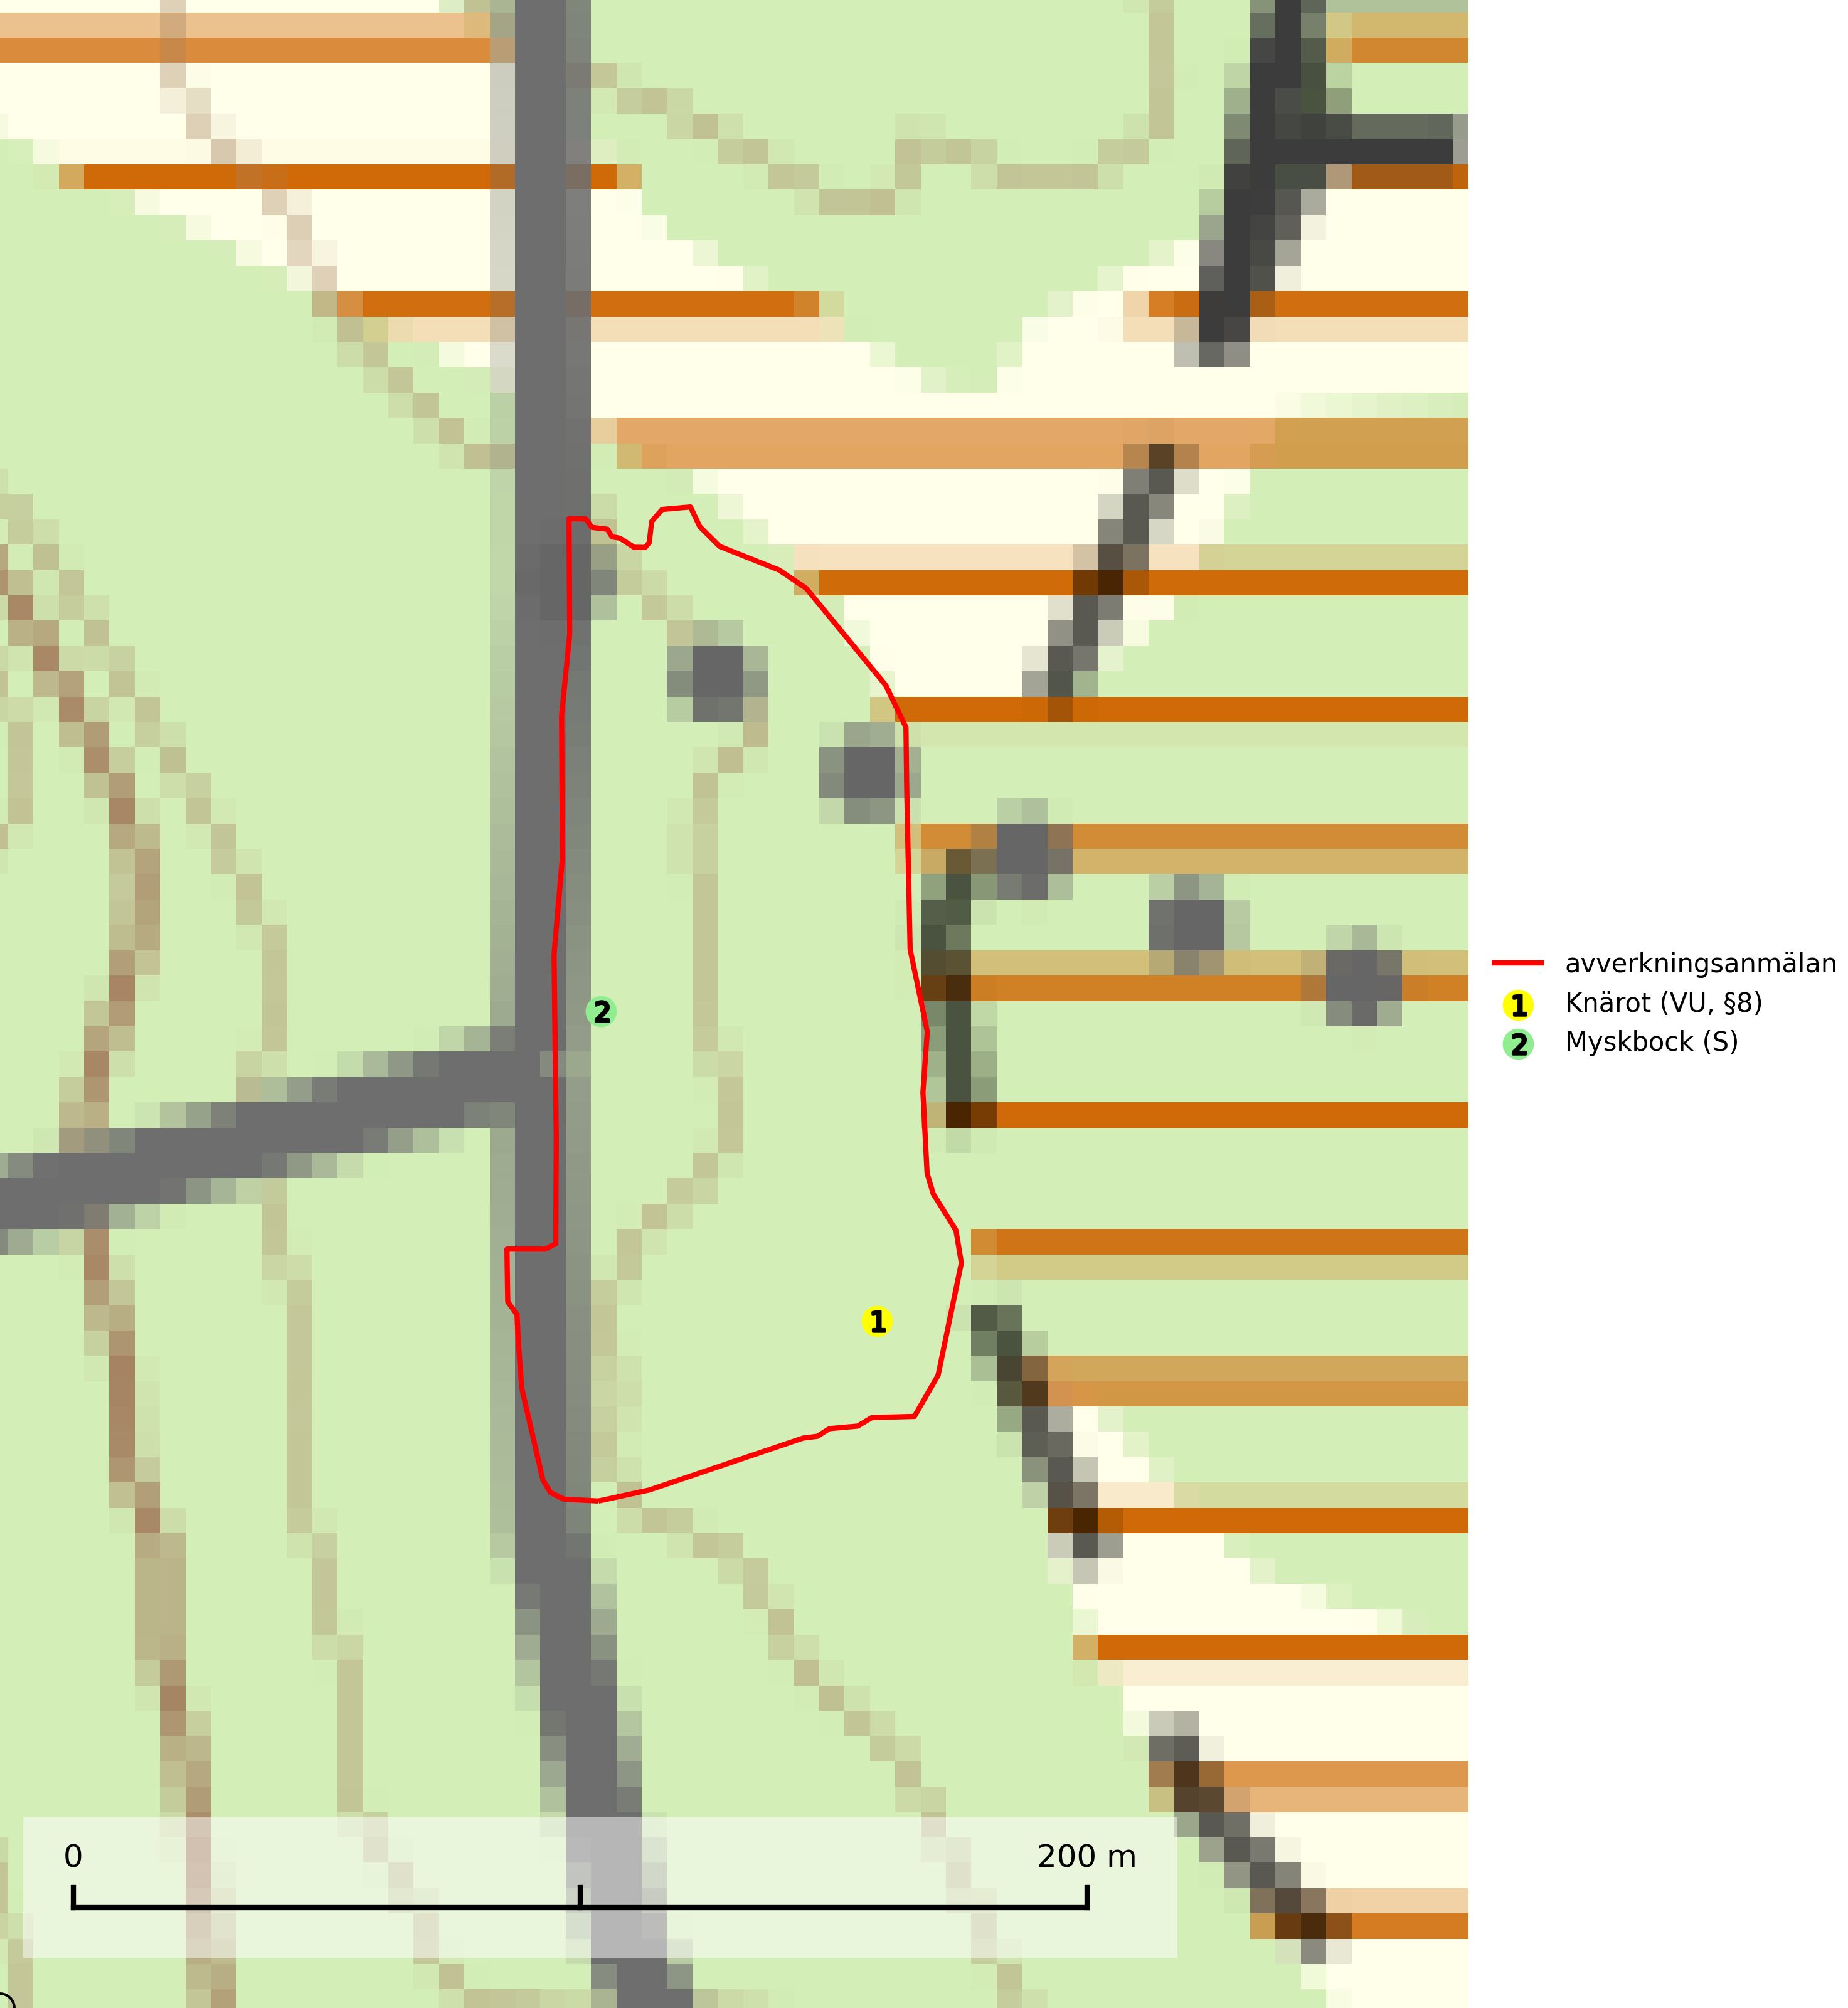 2
avverkningsanmälan
1 Knärot (VU, §8)
2 Myskbock (S)
1
0 200 m